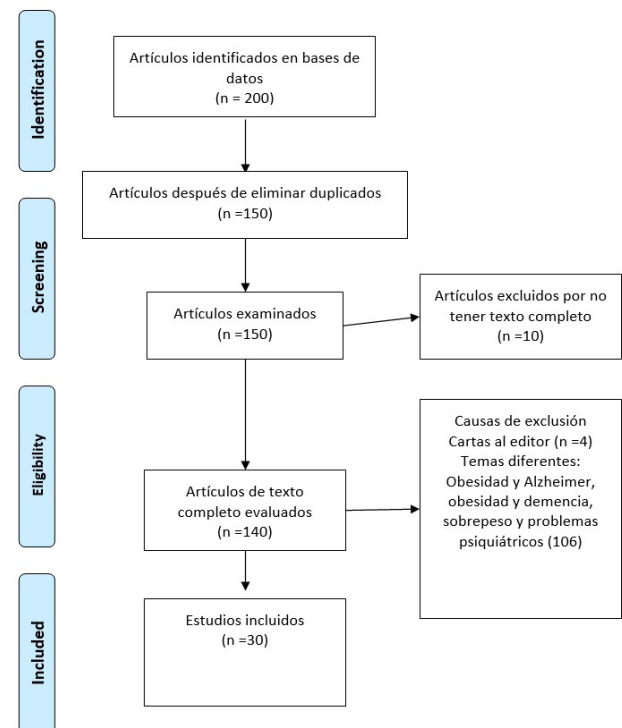 Identification
Artículos identificados en bases de
datos
(n = 200)
Artículos después de eliminar duplicados
(n =150)
Screening
Artículos examinados
(n =150)
Artículos excluidos por no
tener texto completo
(n =10)
Eligibility
Artículos de texto
completo evaluados
(n =140)
Causas de exclusión
Cartas al editor (n =4)
Temas diferentes:
Obesidad y Alzheimer,
obesidad y demencia,
sobrepeso y problemas
psiquiátricos (106)
Included
Estudios incluidos
(n =30)